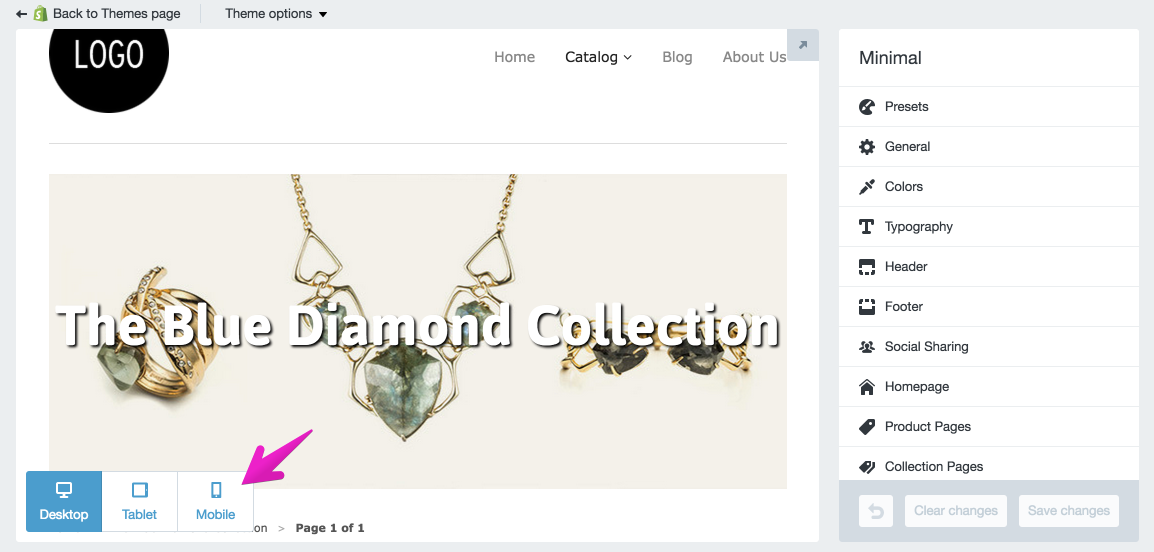 Back to Themes page
Theme options
LOGO
Home
Catalog
Blog
About Us
The Blue Diamond Collection
Desktop
Tablet
Mobile
> Page 1 of 1
Minimal
Presets
General
Colors
Typography
Header
Footer
Social Sharing
Homepage
Product Pages
Collection Pages
Clear changes
Save changes